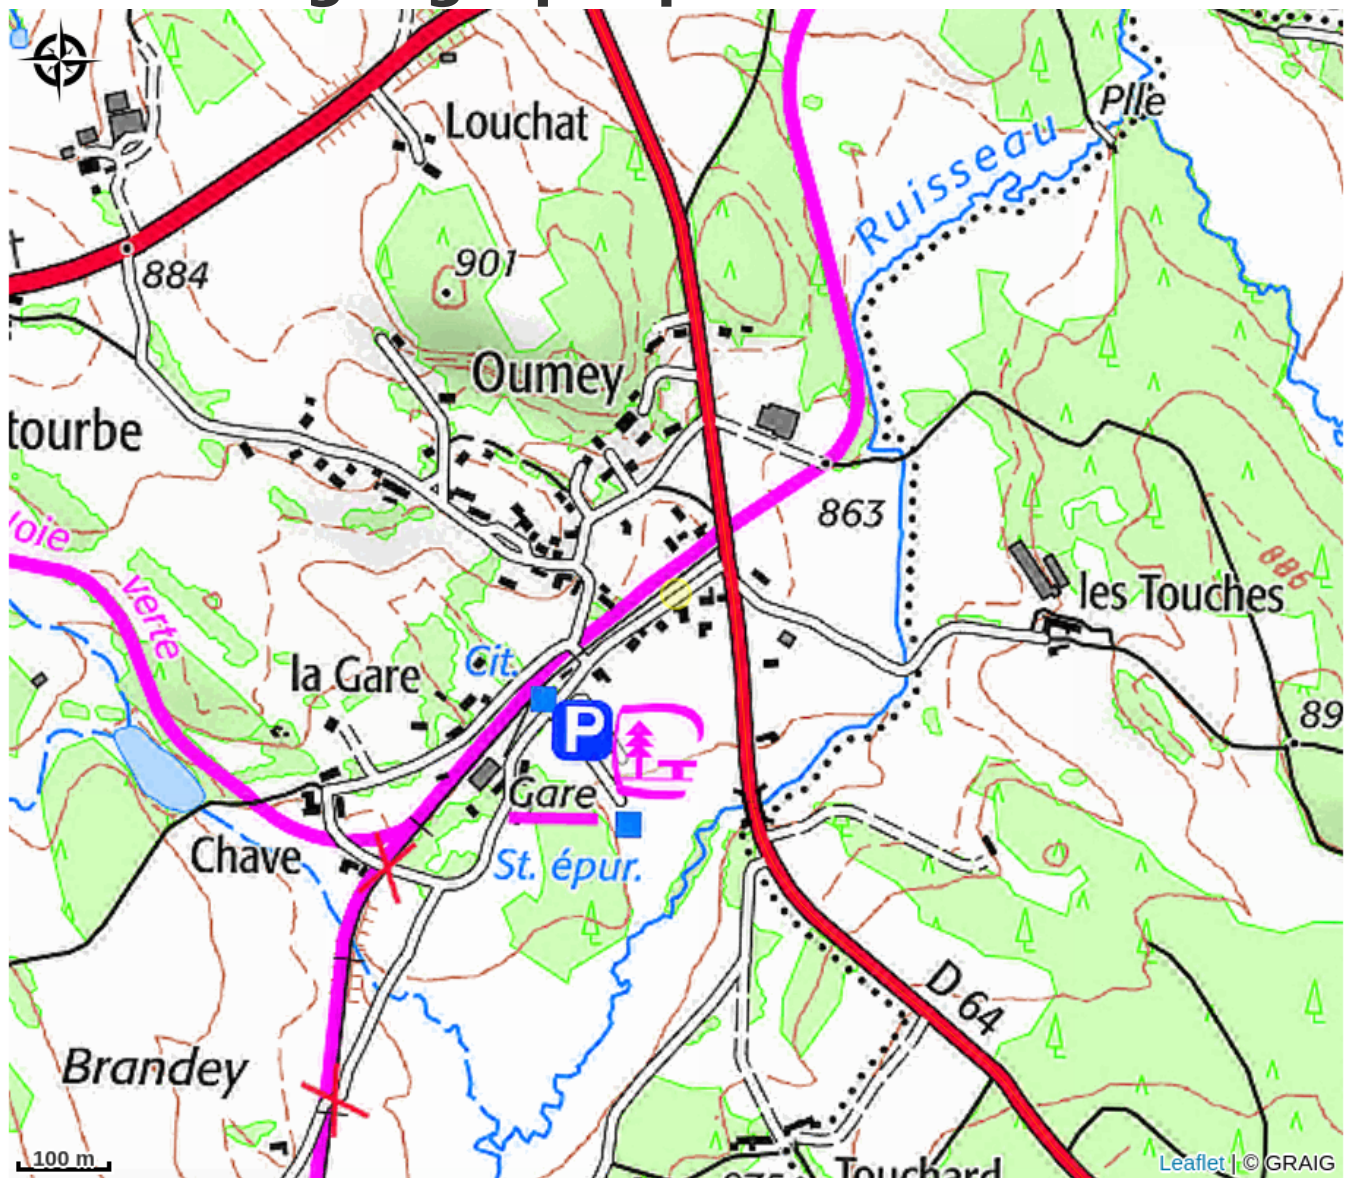 Plle
Louchat
Ruisseau
901
884
Oumey
tourbe
863
886
voie
verte
les Touches
Cit.
la Gare
P
89
Gare
Chave
St. épur.
D 64
Brandey
100 m
Touchard
Leaflet | © GRAIG